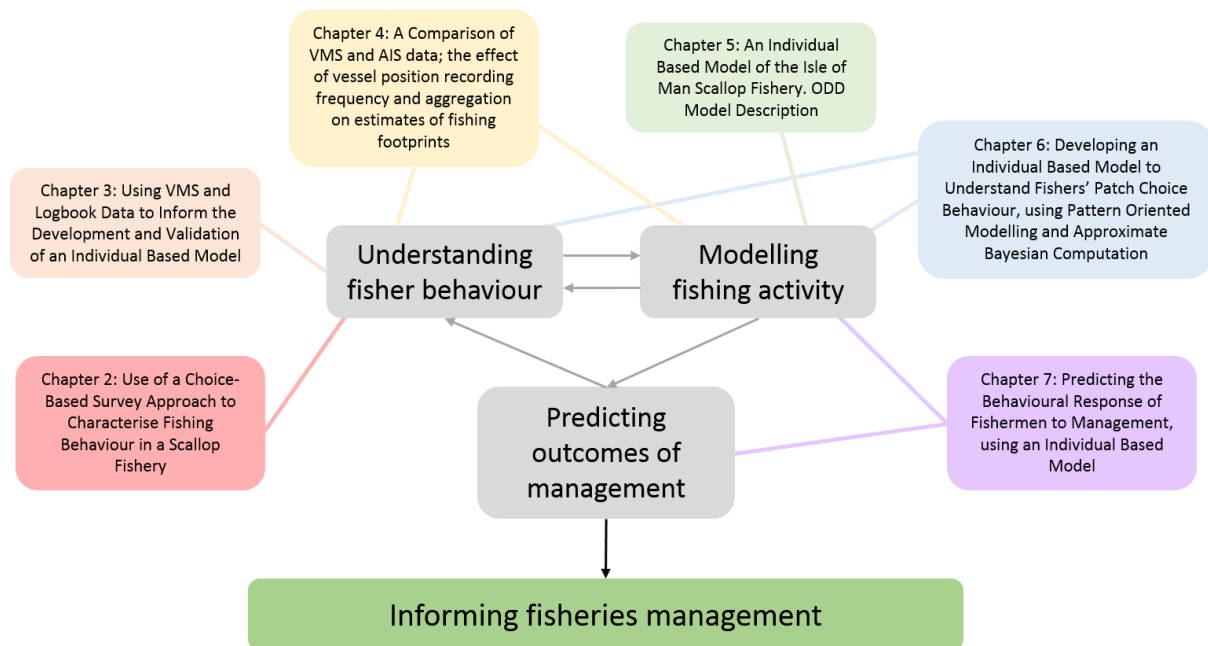 Chapter 4: A Comparison of
VMS and AIS data; the effect
of vessel position recording
frequency and aggregation
on estimates of fishing
footprints
Chapter 5: An Individual
Based Model of the Isle of
Man Scallop Fishery. ODD
Model Description
Chapter 3: Using VMS and
Logbook Data to Inform the
Development and Validation
of an Individual Based Model
Chapter 6: Developing an
Individual Based Model to
Understand Fishers' Patch Choice
Behaviour, using Pattern Oriented
Modelling and Approximate
Bayesian Computation
Understanding
fisher behaviour
Modelling
fishing activity
Chapter 2: Use of a Choice-
Based Survey Approach to
Characterise Fishing
Behaviour in a Scallop
Fishery
Predicting
outcomes of
management
Chapter 7: Predicting the
Behavioural Response of
Fishermen to Management,
using an Individual Based
Model
Informing fisheries management